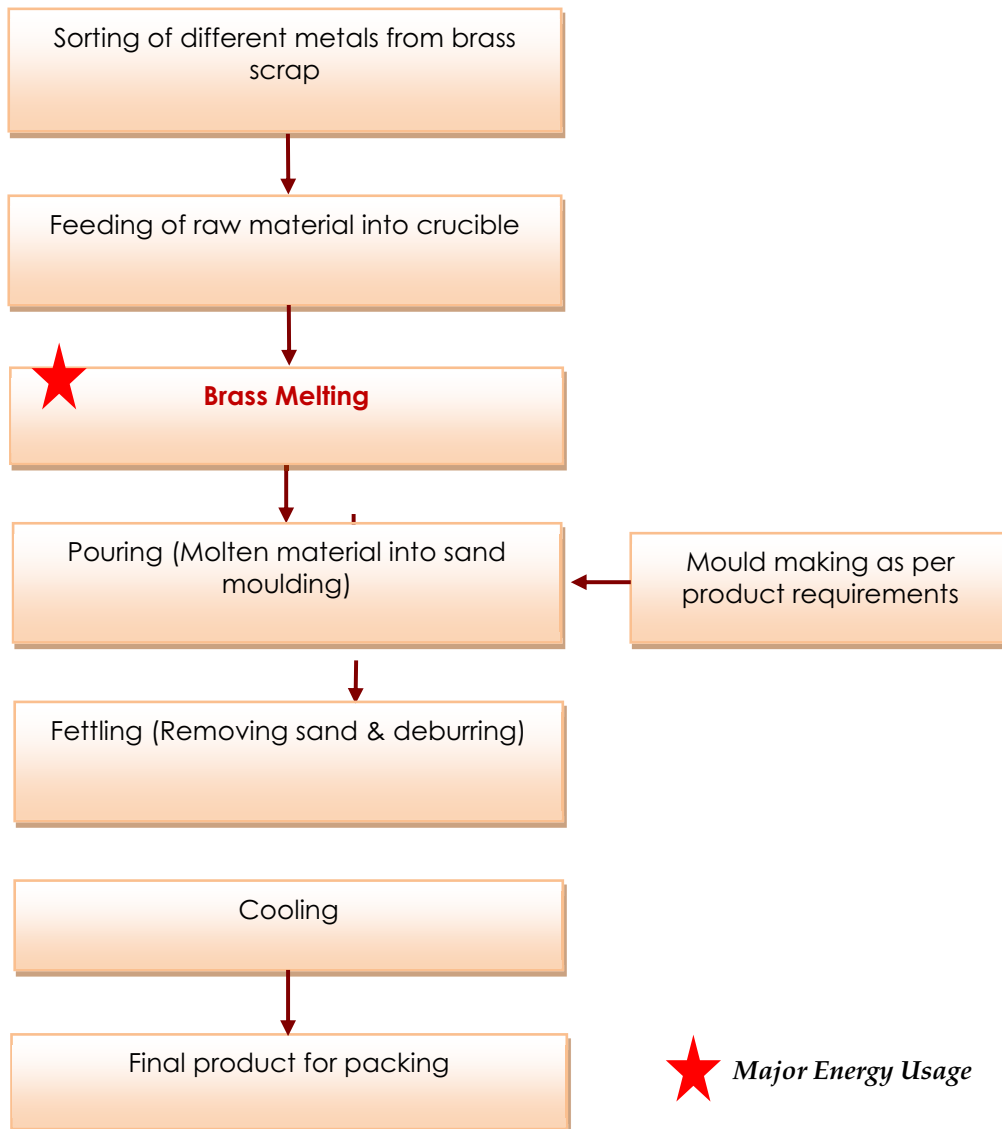 Sorting of different metals from brass
scrap
Feeding of raw material into crucible
Brass Melting
Pouring (Molten material into sand
moulding)
Mould making as per
product requirements
Fettling (Removing sand & deburring)
Cooling
Final product for packing
Major Energy Usage